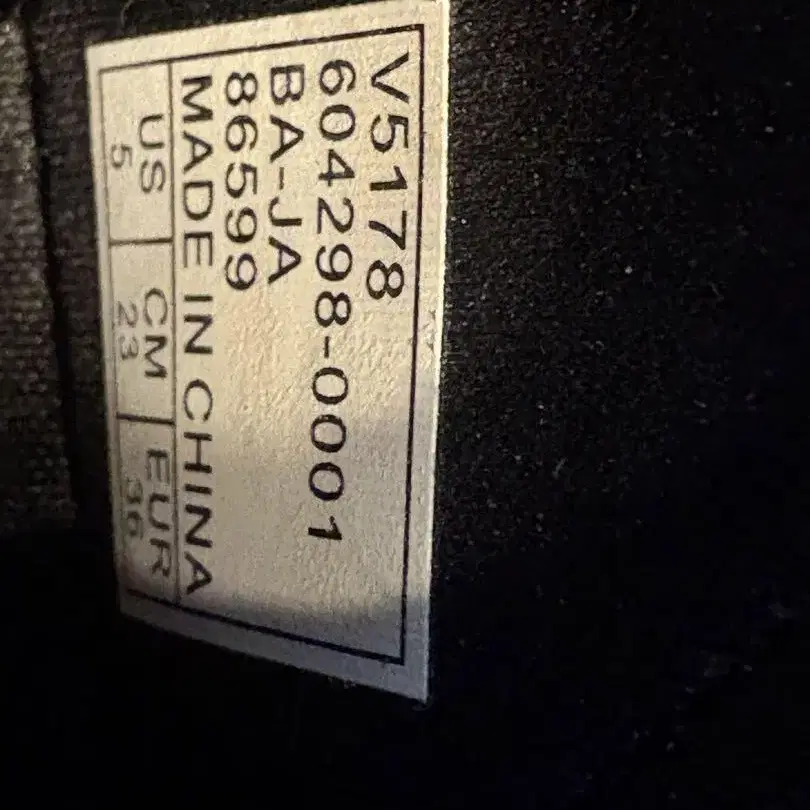 V5178
604298-0001
BA-JA
86599
MADE IN CHINA
US CM EUR
5 23 36